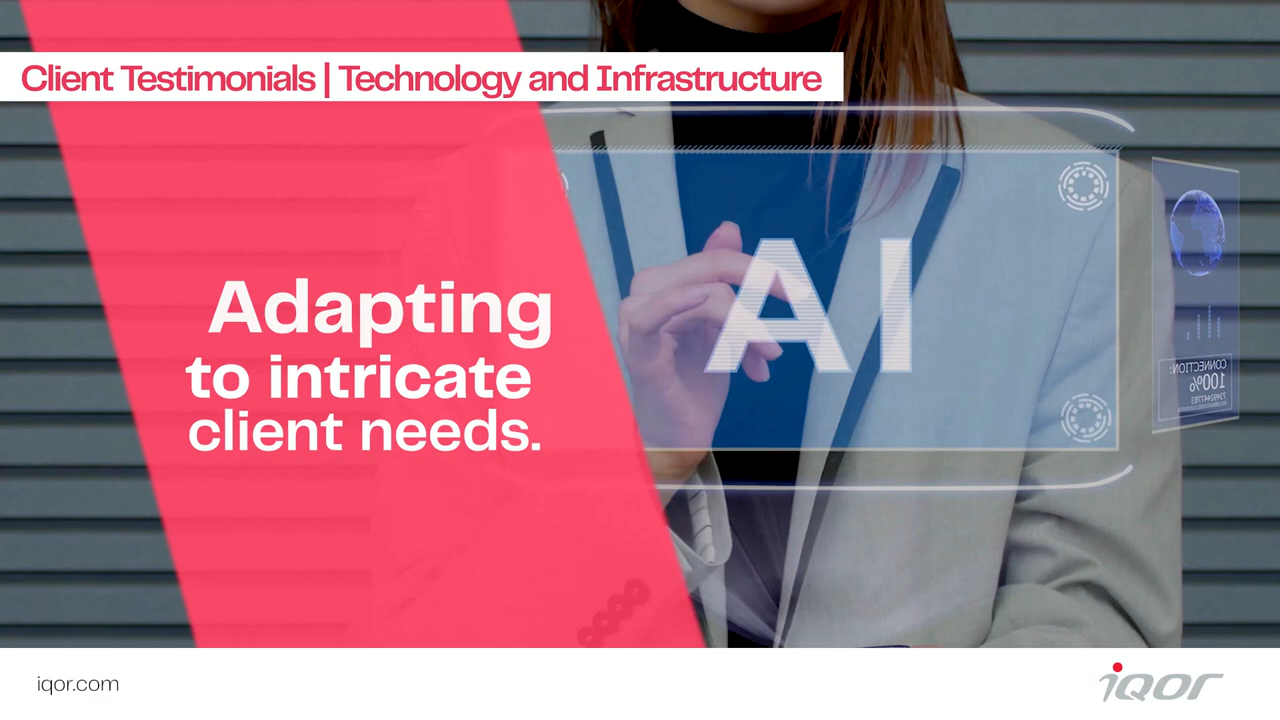 Client Testimonials | Technology and Infrastructure
Adapting
to intricate
client needs.
AI
CONNECTION:
100%
iqor.com
iqor